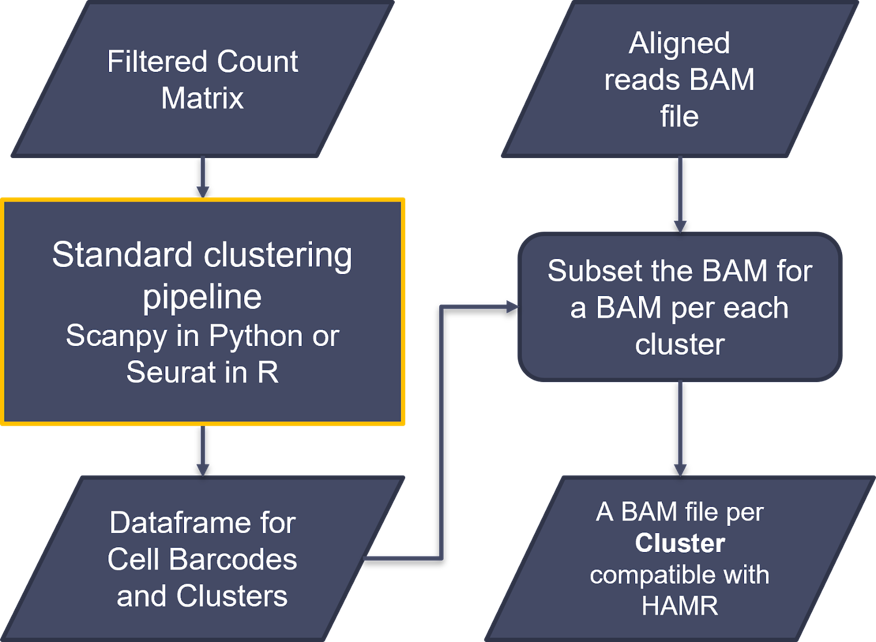 Filtered Count
Matrix
Aligned
reads BAM
file
Standard clustering
pipeline
Scanpy in Python or
Seurat in R
Subset the BAM for
a BAM per each
cluster
Dataframe for
Cell Barcodes
and Clusters
A BAM file per
Cluster
compatible with
HAMR